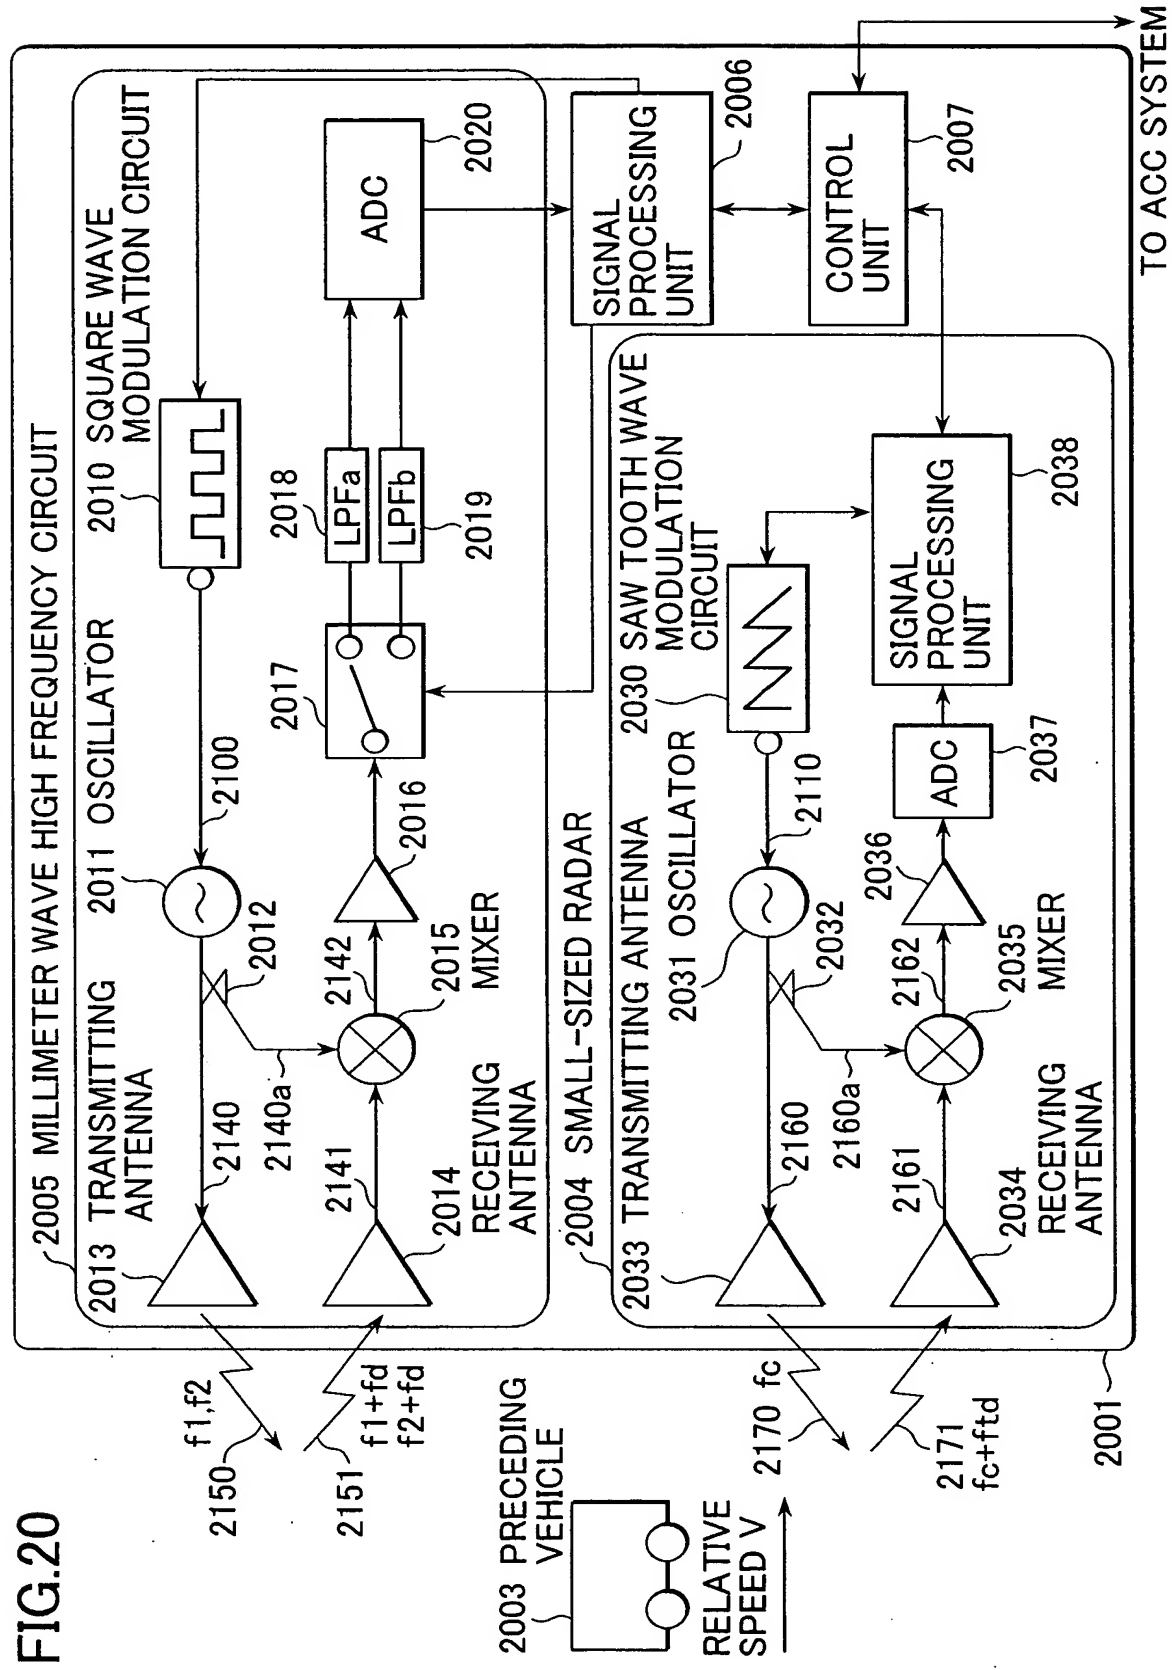 FIG.20
2005 MILLIMETER WAVE HIGH FREQUENCY CIRCUIT
2013 TRANSMITTING
ANTENNA
2011 OSCILLATOR
2010 SQUARE WAVE
MODULATION CIRCUIT
2100
2012
2140
2140a
f1,f2
2150
2151
f1+fd
f2+fd
2141
2014
RECEIVING
ANTENNA
2142
2015
MIXER
2016
2017
2018
LPFa
LPFb
2019
ADC
2020
SIGNAL
PROCESSING
UNIT
2006
CONTROL
UNIT
2007
TO ACC SYSTEM
2003 PRECEDING
VEHICLE
RELATIVE
SPEED V
2004 SMALL-SIZED RADAR
2033 TRANSMITTING ANTENNA
2031 OSCILLATOR
2030 SAW TOOTH WAVE
MODULATION
CIRCUIT
2110
2032
2160
2160a
2170 fc
2171
fc+ftd
2161
2034
RECEIVING
ANTENNA
2162
2035
MIXER
2036
ADC
2037
SIGNAL
PROCESSING
UNIT
2038
2001